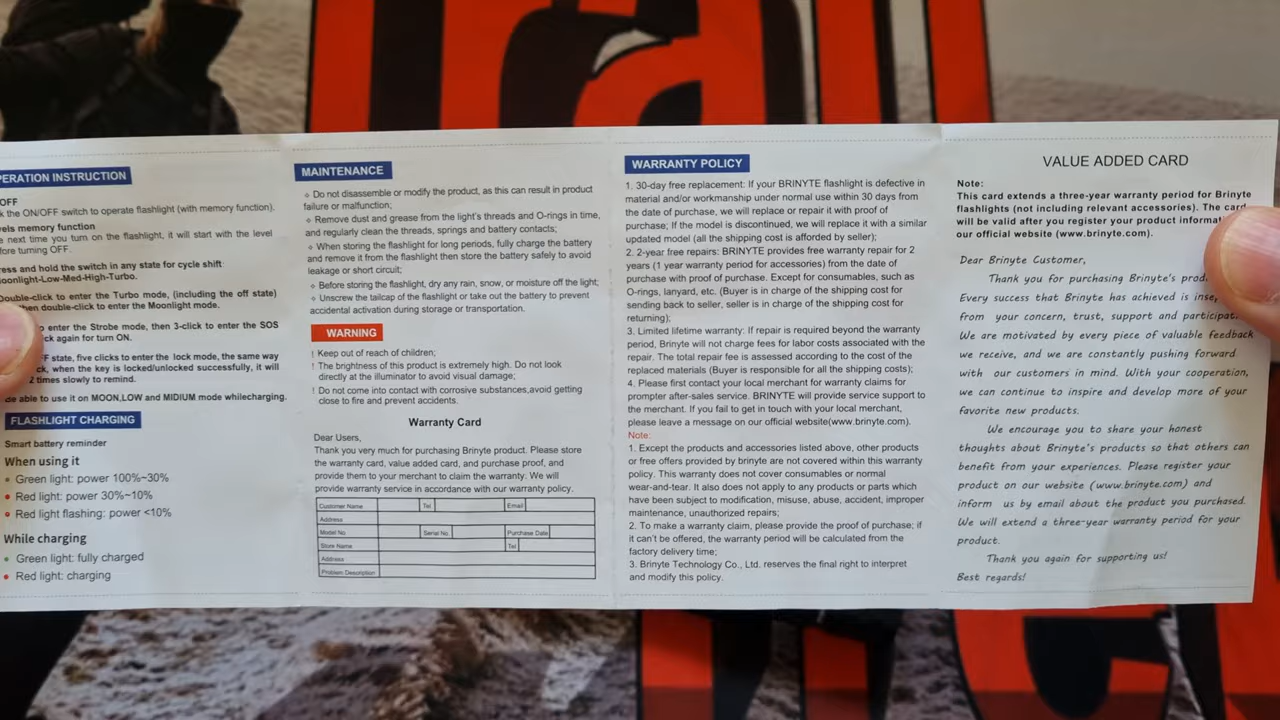 PERATION INSTRUCTION
OFF
k the ON/OFF switch to operate flashlight (with memory function).
vels memory function
e next time you turn on the flashlight, it will start with the level
fore turning OFF.
ress and hold the switch in any state for cycle shift
Moonlight-Low-Med-High-Turbo.
Double-click to enter the Turbo mode, (including the off state)
then double-click to enter the Moonlight mode.
o enter the Strobe mode, then 3-click to enter the SOS
ck again for turn ON.
FF state, five clicks to enter the lock mode, the same way
ck, when the key is locked/unlocked successfully, it will
2 times slowly to remind.
able to use it on MOON,LOW and MIDIUM mode whilecharging.
FLASHLIGHT CHARGING
Smart battery reminder
When using it
Green light: power 100%~30%
Red light: power 30%~10%
Red light flashing: power <10%
While charging
Green light: fully charged
Red light: charging
MAINTENANCE
Do not disassemble or modify the product, as this can result in product
failure or malfunction;
Remove dust and grease from the light's threads and O-rings in time,
and regularly clean the threads, springs and battery contacts;
When storing the flashlight for long periods, fully charge the battery
and remove it from the flashlight then store the battery safely to avoid
leakage or short circuit;
Before storing the flashlight, dry any rain, snow, or moisture off the light;
Unscrew the tailcap of the flashlight or take out the battery to prevent
accidental activation during storage or transportation.
WARNING
! Keep out of reach of children;
! The brightness of this product is extremely high. Do not look
directly at the illuminator to avoid visual damage;
! Do not come into contact with corrosive substances,avoid getting
close to fire and prevent accidents.
Warranty Card
Dear Users,
Thank you very much for purchasing Brinyte product. Please store
the warranty card, value added card, and purchase proof, and
provide them to your merchant to claim the warranty. We will
provide warranty service in accordance with our warranty policy.
Customer Name Tel Email
Address
Model No. Serial No. Purchase Date
Store Name Tel
Address
Problem Description
WARRANTY POLICY
1. 30-day free replacement: If your BRINYTE flashlight is defective in
material and/or workmanship under normal use within 30 days from
the date of purchase, we will replace or repair it with proof of
purchase; If the model is discontinued, we will replace it with a similar
updated model (all the shipping cost is afforded by seller);
2. 2-year free repairs: BRINYTE provides free warranty repair for 2
years (1 year warranty period for accessories) from the date of
purchase with proof of purchase. Except for consumables, such as
O-rings, lanyard, etc. (Buyer is in charge of the shipping cost for
sending back to seller, seller is in charge of the shipping cost for
returning);
3. Limited lifetime warranty: If repair is required beyond the warranty
period, Brinyte will not charge fees for labor costs associated with the
repair. The total repair fee is assessed according to the cost of the
replaced materials (Buyer is responsible for all the shipping costs);
4. Please first contact your local merchant for warranty claims for
prompter after-sales service. BRINYTE will provide service support to
the merchant. If you fail to get in touch with your local merchant,
please leave a message on our official website(www.brinyte.com).
Note:
1. Except the products and accessories listed above, other products
or free offers provided by brinyte are not covered within this warranty
policy. This warranty does not cover consumables or normal
wear-and-tear. It also does not apply to any products or parts which
have been subject to modification, misuse, abuse, accident, improper
maintenance, unauthorized repairs;
2. To make a warranty claim, please provide the proof of purchase; if
it can't be offered, the warranty period will be calculated from the
factory delivery time;
3. Brinyte Technology Co., Ltd. reserves the final right to interpret
and modify this policy.
VALUE ADDED CARD
Note:
This card extends a three-year warranty period for Brinyte
flashlights (not including relevant accessories). The card
will be valid after you register your product informat
our official website (www.brinyte.com).
Dear Brinyte Customer,
Thank you for purchasing Brinyte's prod
Every success that Brinyte has achieved is insep
from your concern, trust, support and participat
We are motivated by every piece of valuable feedback
we receive, and we are constantly pushing forward
with our customers in mind. With your cooperation,
we can continue to inspire and develop more of your
favorite new products.
We encourage you to share your honest
thoughts about Brinyte's products so that others can
benefit from your experiences. Please register your
product on our website (www.brinyte.com) and
inform us by email about the product you purchased.
We will extend a three-year warranty period for your
product.
Thank you again for supporting us!
Best regards!